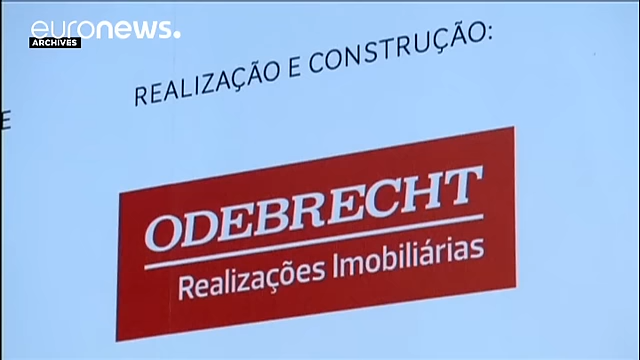 euronews.
ARCHIVES
REALIZAÇÃO E CONSTRUÇÃO:
E
ODEBRECHT
Realizações Imobiliárias